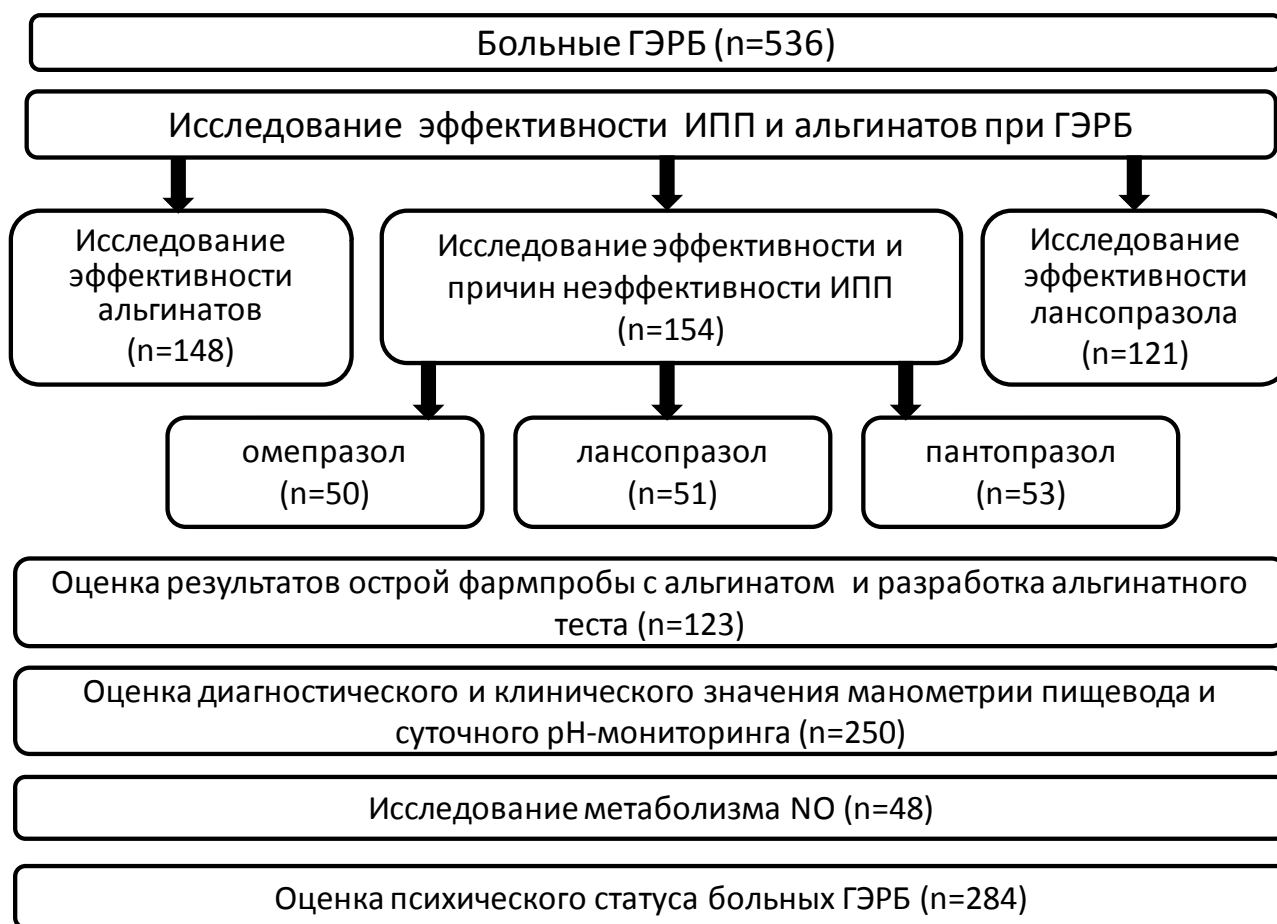 Больные ГЭРБ (n=536)
Исследование эффективности ИПП и альгинатов при ГЭРБ
Исследование
эффективности
альгинатов
(n=148)
Исследование эффективности и
причин неэффективности ИПП
(n=154)
Исследование
эффективности
лансопразола
(n=121)
омепразол
(n=50)
лансопразол
(n=51)
пантопразол
(n=53)
Оценка результатов острой фармпробы с альгинатом и разработка альгинатного
теста (n=123)
Оценка диагностического и клинического значения манометрии пищевода и
суточного рН-мониторинга (n=250)
Исследование метаболизма NO (n=48)
Оценка психического статуса больных ГЭРБ (n=284)